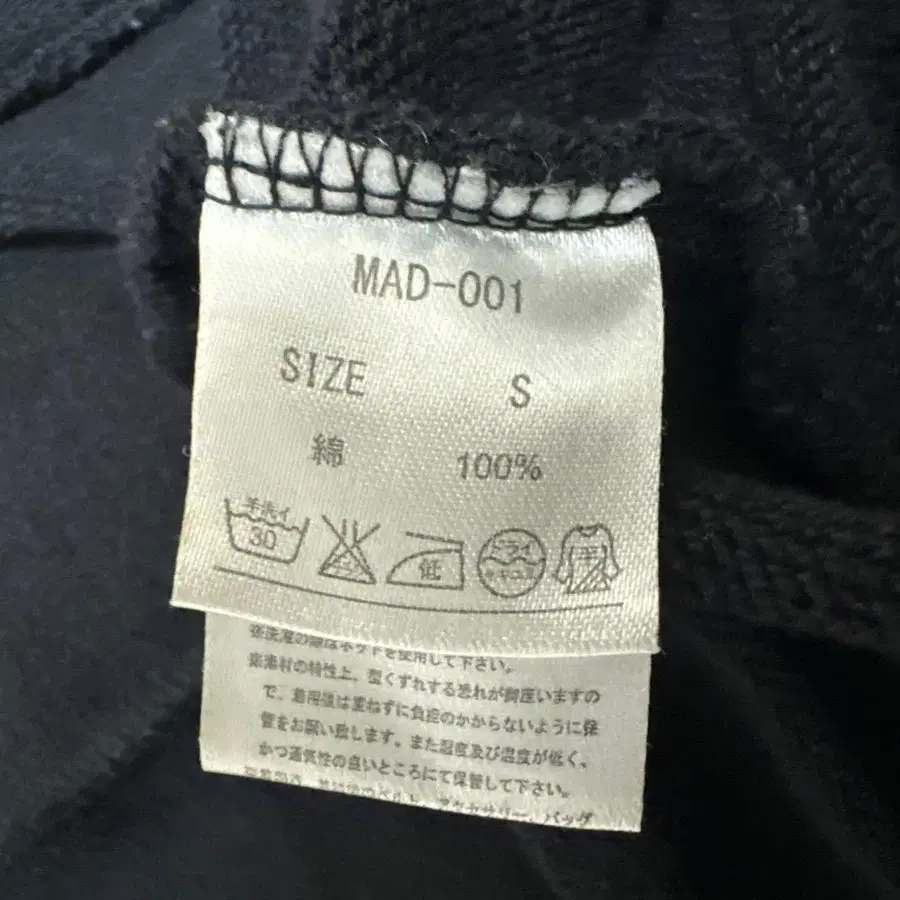 MAD-001
SIZE S
綿 100%
手洗イ 30 低 ドライ
※洗濯の際はネットを使用して下さい。
※素材の特性上、型くずれする恐れが御座いますの
で、着用後は重ねずに負担のかからないように保
管をお願い致します。また温度及び湿度が低く、
かつ通気性の良いところにて保管して下さい。
バッグ